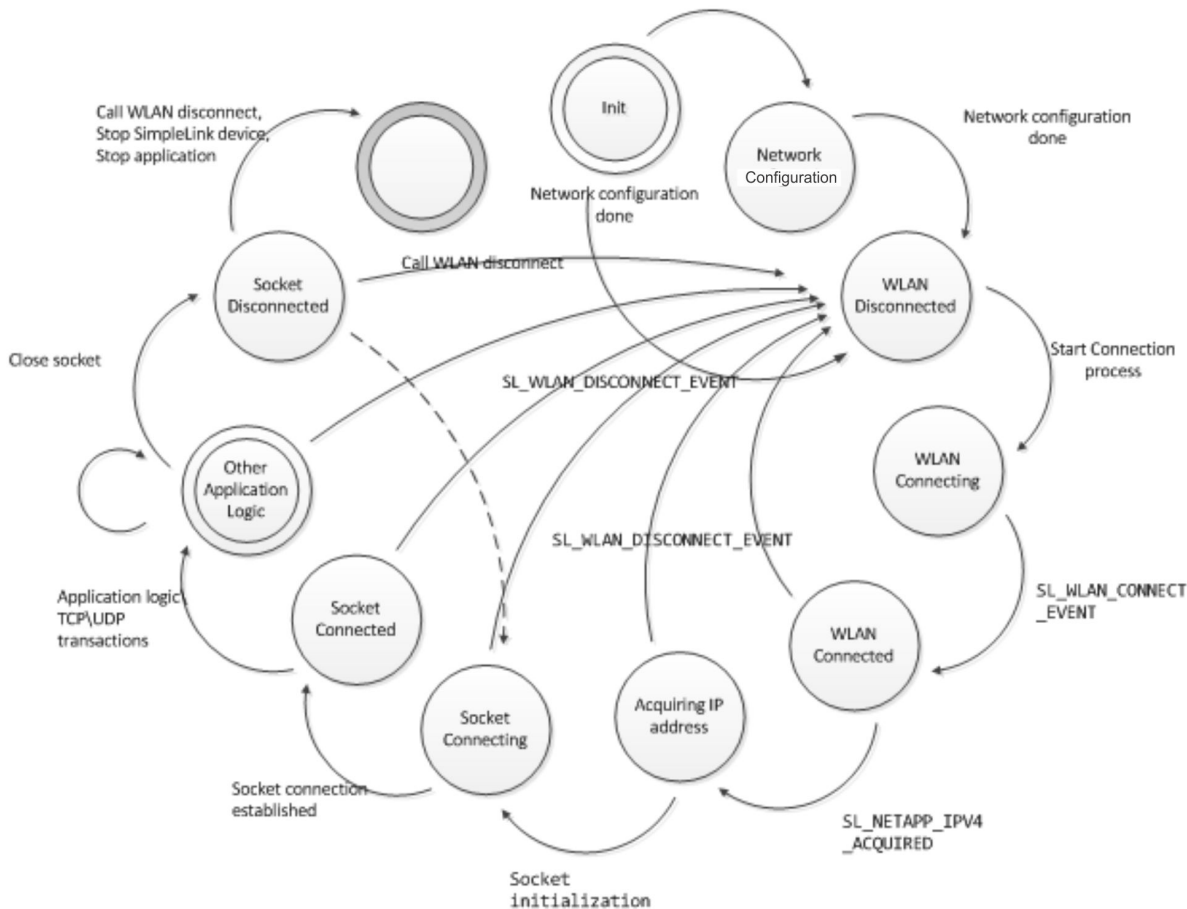 Init
Call WLAN disconnect,
Stop SimpleLink device,
Stop application
Network configuration
done
Network
Configuration
Network configuration
done
Call WLAN disconnect
Socket
Disconnected
WLAN
Disconnected
Close socket
Start Connection
process
SL_WLAN_DISCONNECT_EVENT
Other
Application
Logic
WLAN
Connecting
SL_WLAN_DISCONNECT_EVENT
Application logic
TCP\UDP
transactions
Socket
Connected
SL_WLAN_CONNECT
_EVENT
WLAN
Connected
Acquiring IP
address
Socket
Connecting
Socket connection
established
SL_NETAPP_IPV4
_ACQUIRED
Socket
initialization